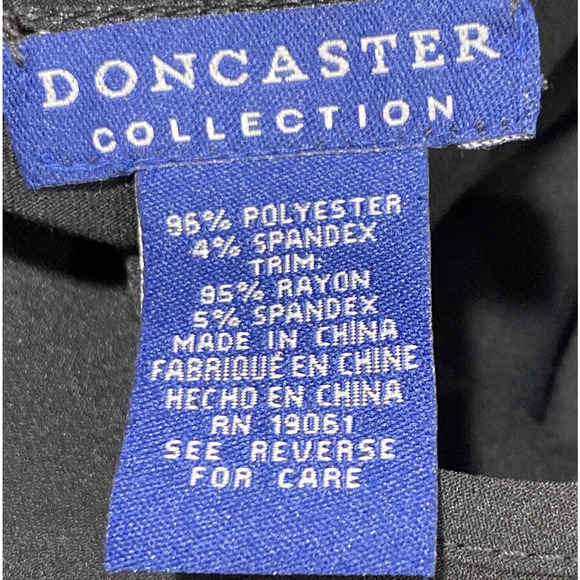 DONCASTER
COLLECTION
96% POLYESTER
4% SPANDEX
TRIM:
95% RAYON
5% SPANDEX
MADE IN CHINA
FABRIQUÉ EN CHINE
HECHO EN CHINA
RN 19061
SEE REVERSE
FOR CARE